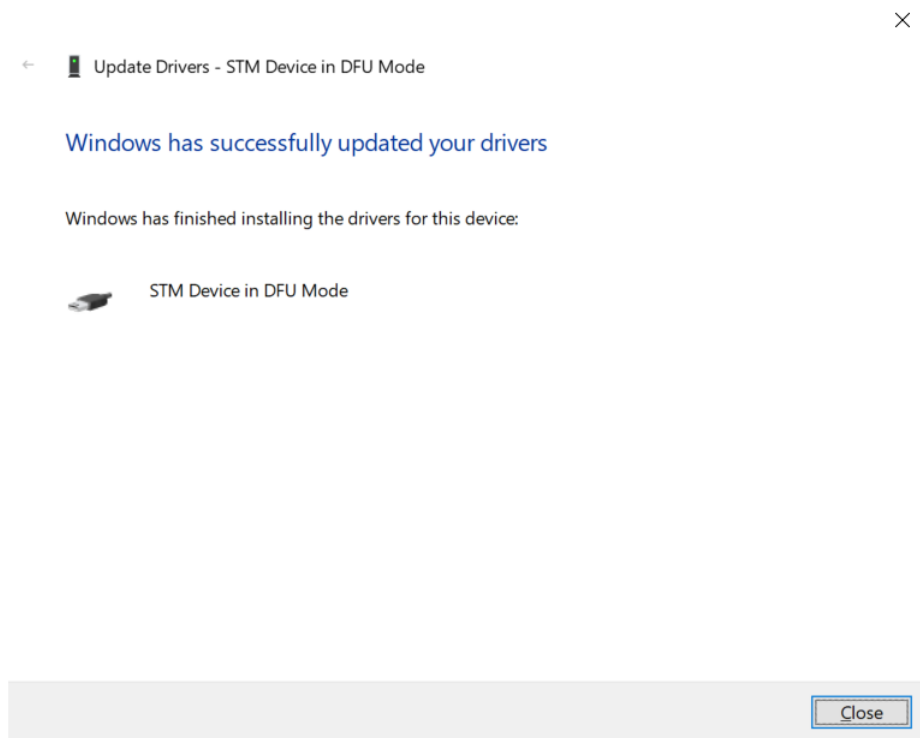 Update Drivers - STM Device in DFU Mode
Windows has successfully updated your drivers
Windows has finished installing the drivers for this device:
STM Device in DFU Mode
Close